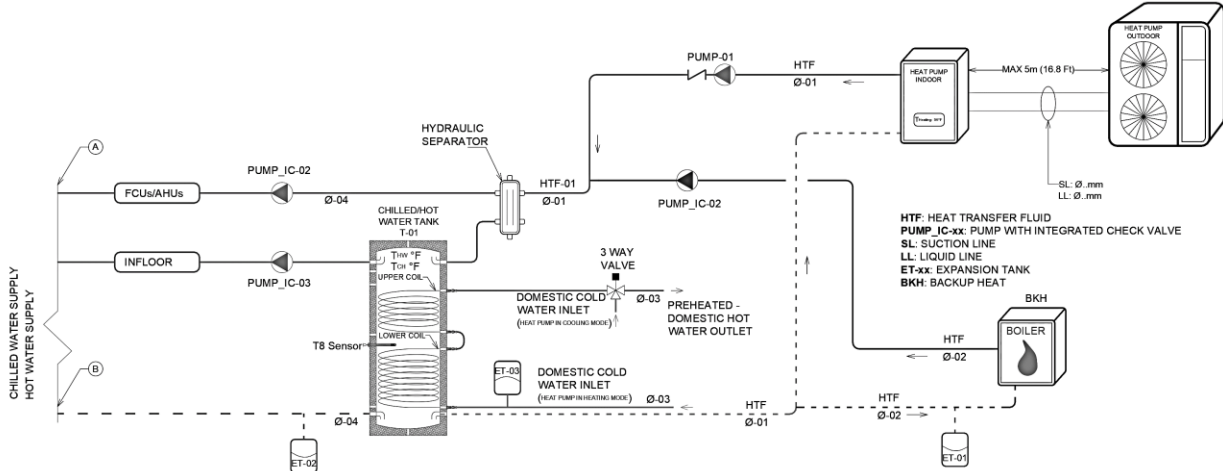 HEAT PUMP
OUTDOOR
PUMP-01
HTF
Ø-01
HEAT PUMP
INDOOR
MAX 5m (16.8 Ft)
HYDRAULIC
SEPARATOR
A
PUMP_IC-02
FCUs/AHUs
Ø-04
HTF-01
Ø-01
PUMP_IC-02
SL: Ø..mm
LL: Ø..mm
CHILLED/HOT
WATER TANK
T-01
HTF: HEAT TRANSFER FLUID
PUMP_IC-xx: PUMP WITH INTEGRATED CHECK VALVE
SL: SUCTION LINE
LL: LIQUID LINE
ET-xx: EXPANSION TANK
BKH: BACKUP HEAT
INFLOOR
PUMP_IC-03
THW °F
TCH °F
UPPER COIL
3 WAY
VALVE
DOMESTIC COLD
WATER INLET
(HEAT PUMP IN COOLING MODE)
Ø-03
PREHEATED -
DOMESTIC HOT
WATER OUTLET
CHILLED WATER SUPPLY
HOT WATER SUPPLY
LOWER COIL
T8 Sensor
BKH
BOILER
HTF
Ø-02
ET-03
DOMESTIC COLD
WATER INLET
(HEAT PUMP IN HEATING MODE)
Ø-03
B
Ø-04
HTF
Ø-01
HTF
Ø-02
ET-02
ET-01